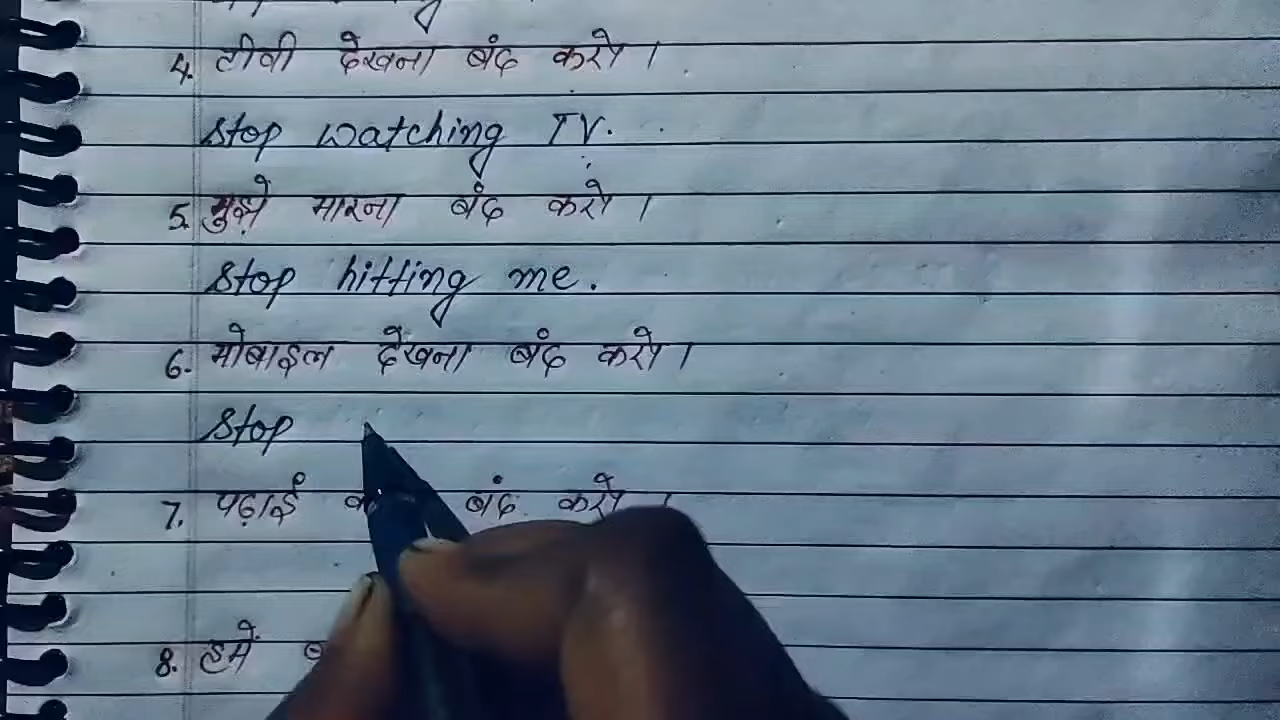 4. टीवी देखना बंद करो ।
Stop watching TV.
5. मुझे मारना बंद करो ।
Stop hitting me.
6. मोबाइल देखना बंद करो ।
Stop
7. पढ़ाई बंद करो ।
8. हमें